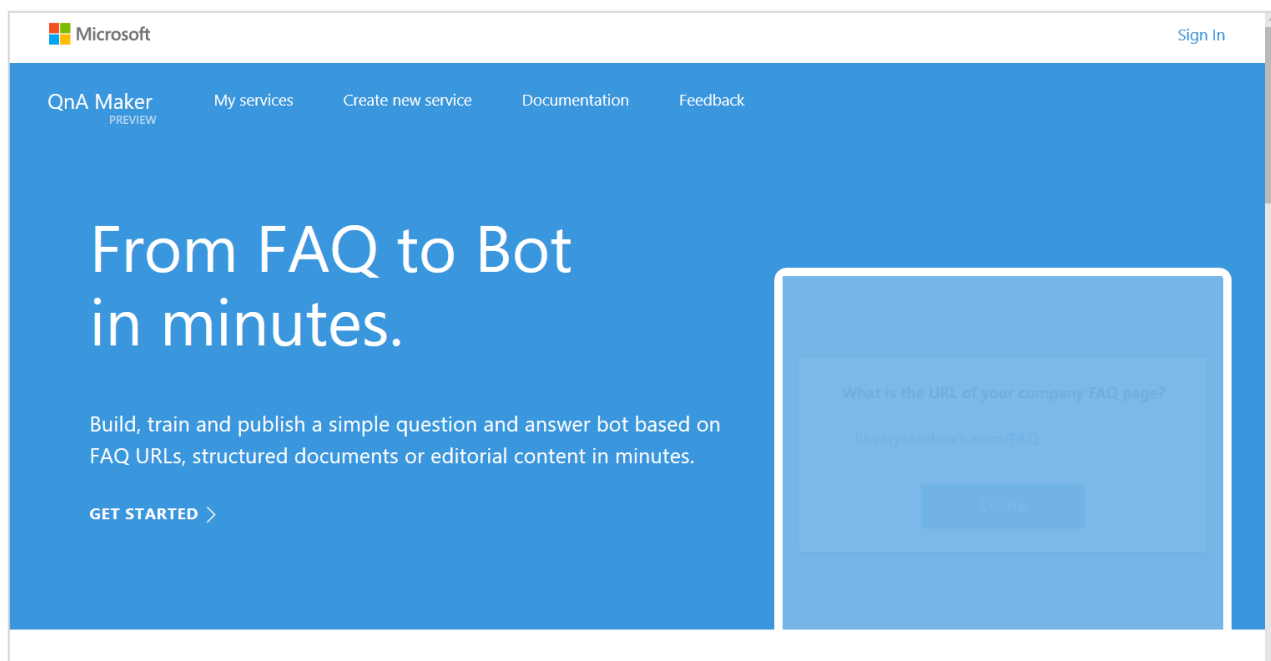 Microsoft
Sign In
QnA Maker
PREVIEW
My services
Create new service
Documentation
Feedback
From FAQ to Bot
in minutes.
Build, train and publish a simple question and answer bot based on
FAQ URLs, structured documents or editorial content in minutes.
GET STARTED
What is the URL of your company FAQ page?
libertysandwich.com/FAQ
Create